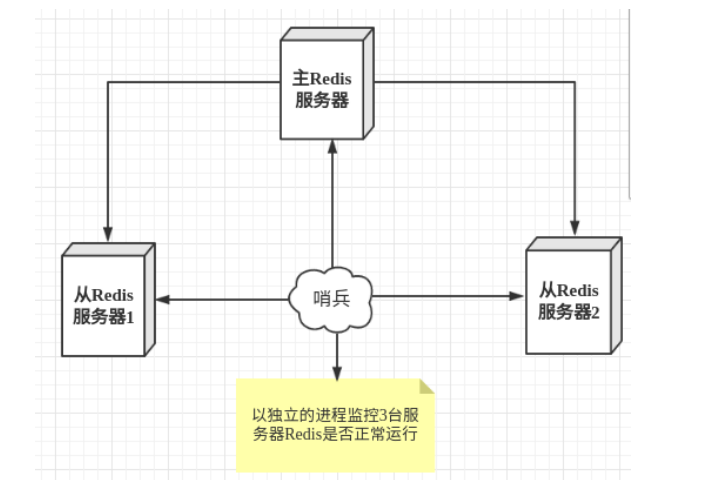 主Redis
服务器
从Redis
服务器1
哨兵
从Redis
服务器2
以独立的进程监控3台服
务器Redis是否正常运行